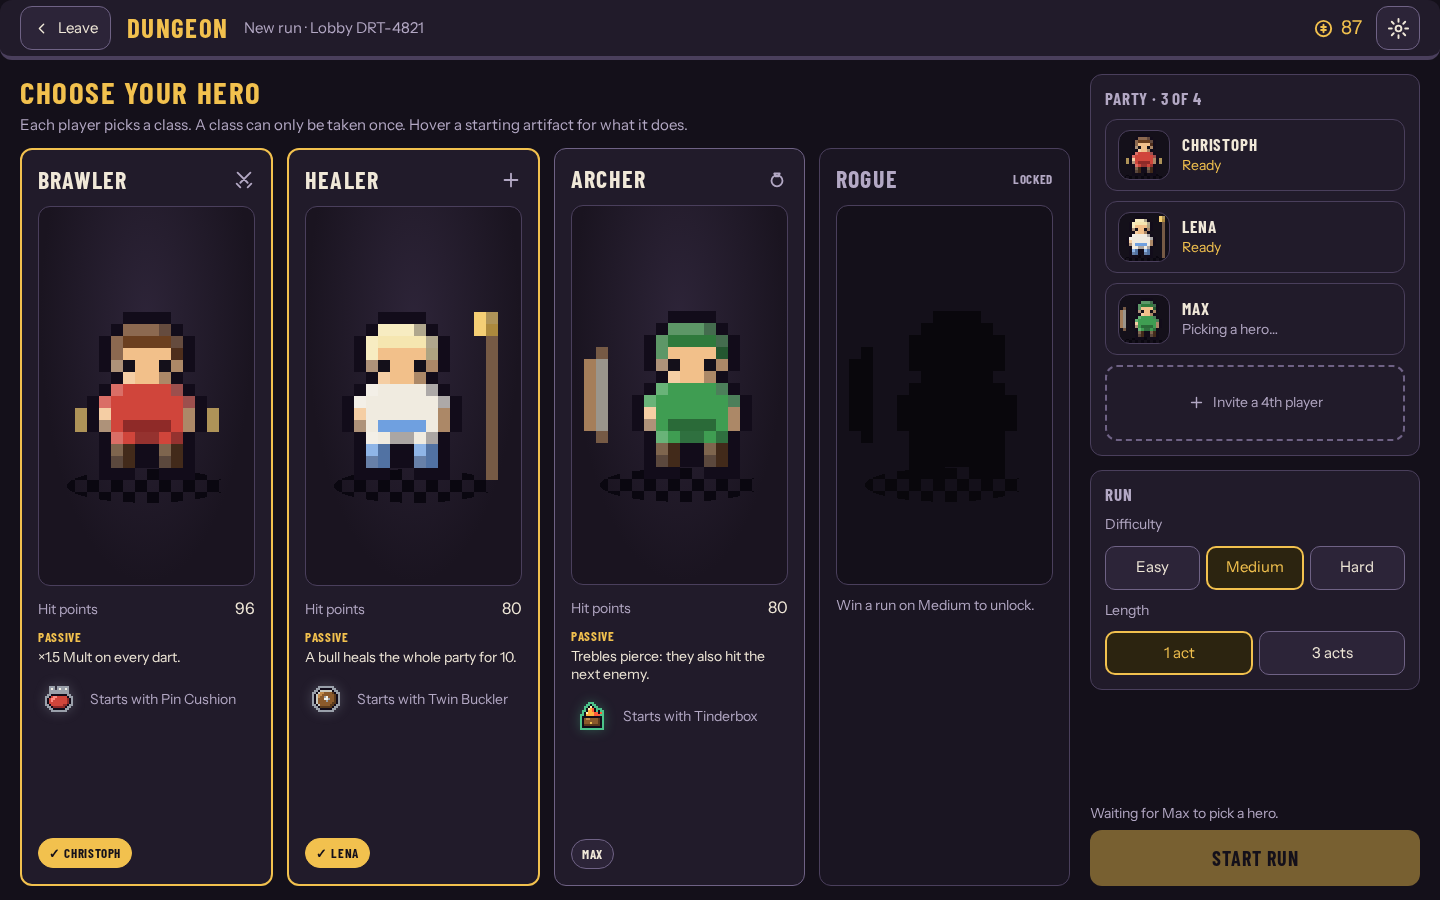 Leave
DUNGEON
New run · Lobby DRT-4821
87
CHOOSE YOUR HERO
Each player picks a class. A class can only be taken once. Hover a starting artifact for what it does.
BRAWLER
Hit points 96
PASSIVE
×1.5 Mult on every dart.
Starts with Pin Cushion
✓ CHRISTOPH
HEALER
Hit points 80
PASSIVE
A bull heals the whole party for 10.
Starts with Twin Buckler
✓ LENA
ARCHER
Hit points 80
PASSIVE
Trebles pierce: they also hit the
next enemy.
Starts with Tinderbox
MAX
ROGUE
LOCKED
Win a run on Medium to unlock.
PARTY · 3 OF 4
CHRISTOPH
Ready
LENA
Ready
MAX
Picking a hero...
+ Invite a 4th player
RUN
Difficulty
Easy Medium Hard
Length
1 act 3 acts
Waiting for Max to pick a hero.
START RUN